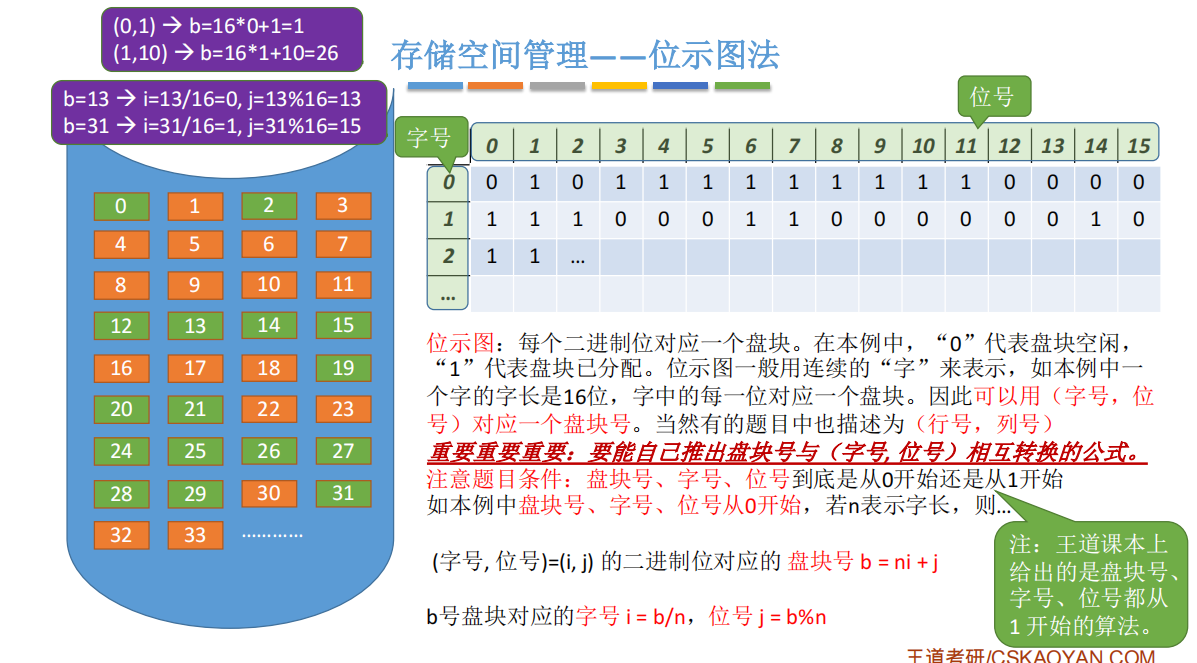 (0,1) → b=16*0+1=1
(1,10) → b=16*1+10=26
存储空间管理——位示图法
b=13 → i=13/16=0, j=13%16=13
b=31 → i=31/16=1, j=31%16=15
字号
位号
0 1 2 3 4 5 6 7 8 9 10 11 12 13 14 15
0 0 1 0 1 1 1 1 1 1 1 1 1 0 0 0 0
1 1 1 1 0 0 0 1 1 0 0 0 0 0 0 1 0
2 1 1 ...
...
0 1 2 3
4 5 6 7
8 9 10 11
12 13 14 15
16 17 18 19
20 21 22 23
24 25 26 27
28 29 30 31
32 33 …………
位示图：每个二进制位对应一个盘块。在本例中，“0”代表盘块空闲，
“1”代表盘块已分配。位示图一般用连续的“字”来表示，如本例中一
个字的字长是16位，字中的每一位对应一个盘块。因此可以用（字号，位
号）对应一个盘块号。当然有的题目中也描述为（行号，列号）
重要重要重要：要能自己推出盘块号与（字号, 位号）相互转换的公式。
注意题目条件：盘块号、字号、位号到底是从0开始还是从1开始
如本例中盘块号、字号、位号从0开始，若n表示字长，则...
(字号, 位号)=(i, j) 的二进制位对应的 盘块号 b = ni + j
b号盘块对应的字号 i = b/n，位号 j = b%n
注：王道课本上
给出的是盘块号、
字号、位号都从
1 开始的算法。
王道考研/CSKAOYAN.COM